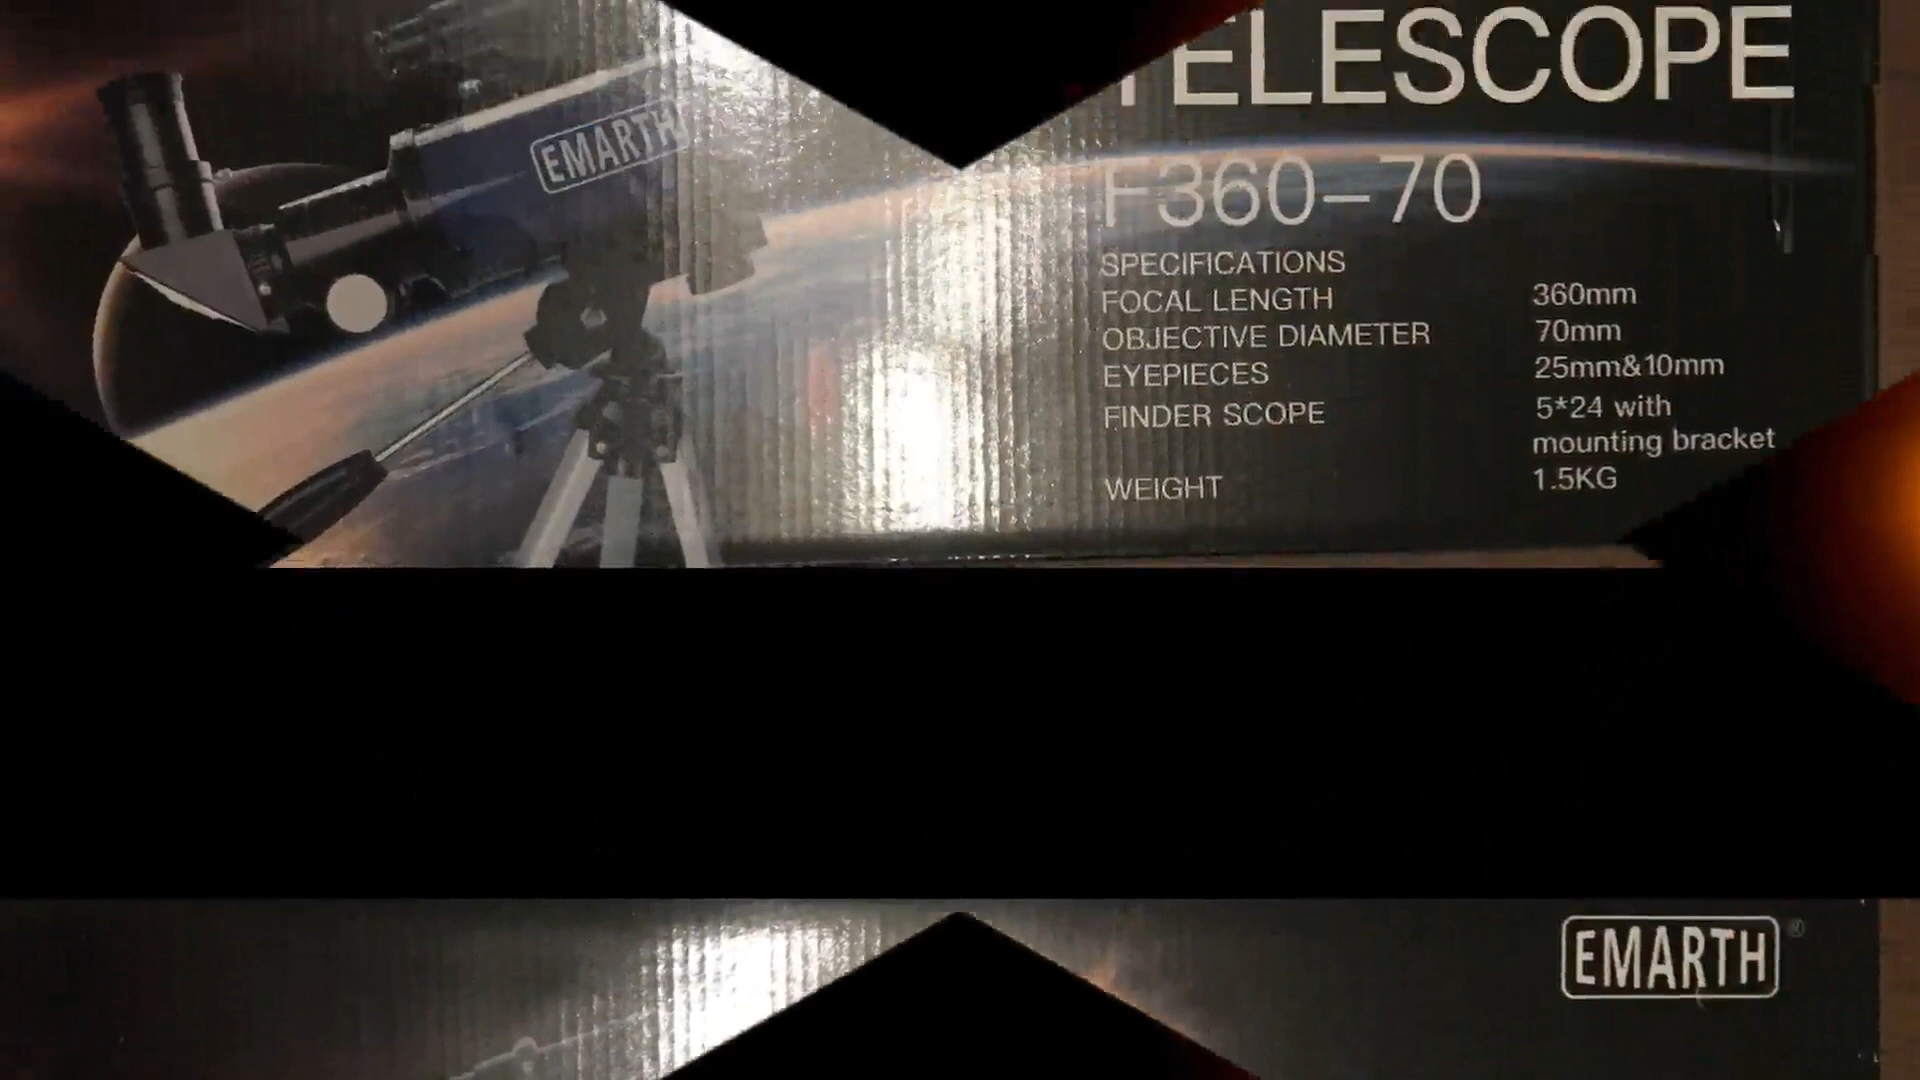 TELESCOPE
EMARTH
F360-70
SPECIFICATIONS
FOCAL LENGTH 360mm
OBJECTIVE DIAMETER 70mm
EYEPIECES 25mm&10mm
FINDER SCOPE 5*24 with
mounting bracket
WEIGHT 1.5KG
EMARTH®